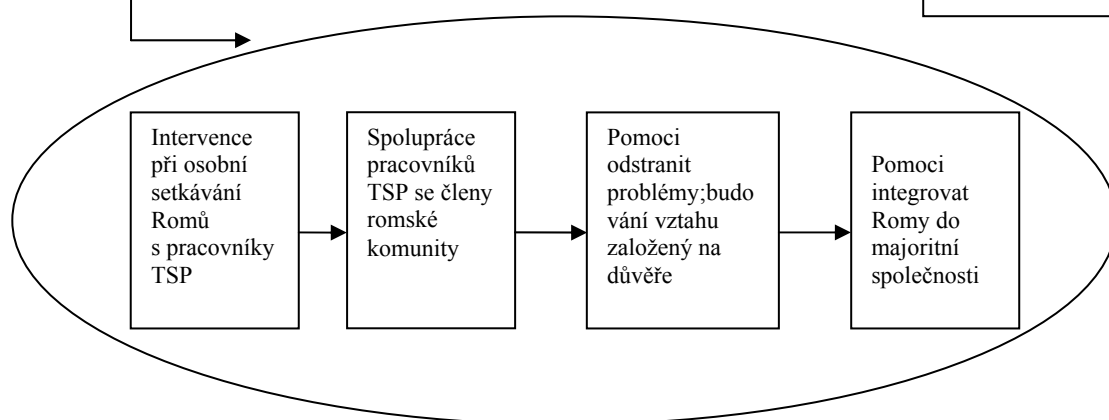 Intervence
při osobní
setkávání
Romů
s pracovníky
TSP
Spolupráce
pracovníků
TSP se členy
romské
komunity
Pomoci
odstranit
problémy;budo
vání vztahu
založený na
důvěře
Pomoci
integrovat
Romy do
majoritní
společnosti